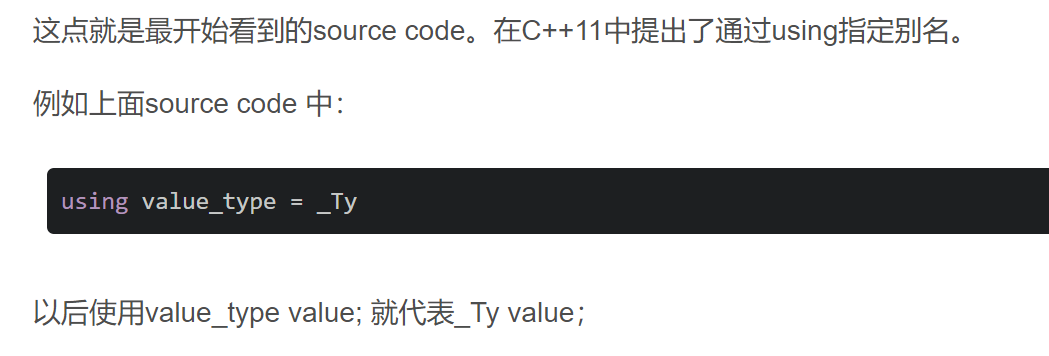 这点就是最开始看到的source code。在C++11中提出了通过using指定别名。
例如上面source code 中：
using value_type = _Ty
以后使用value_type value; 就代表_Ty value；